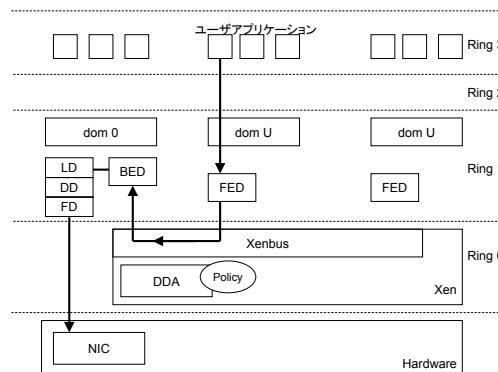 ユーザアプリケーション
Ring 3
Ring 2
dom 0
dom U
dom U
LD
BED
Ring
DD
FED
FED
FD
Xenbus
Ring 0
DDA
Policy
Xen
NIC
Hardware